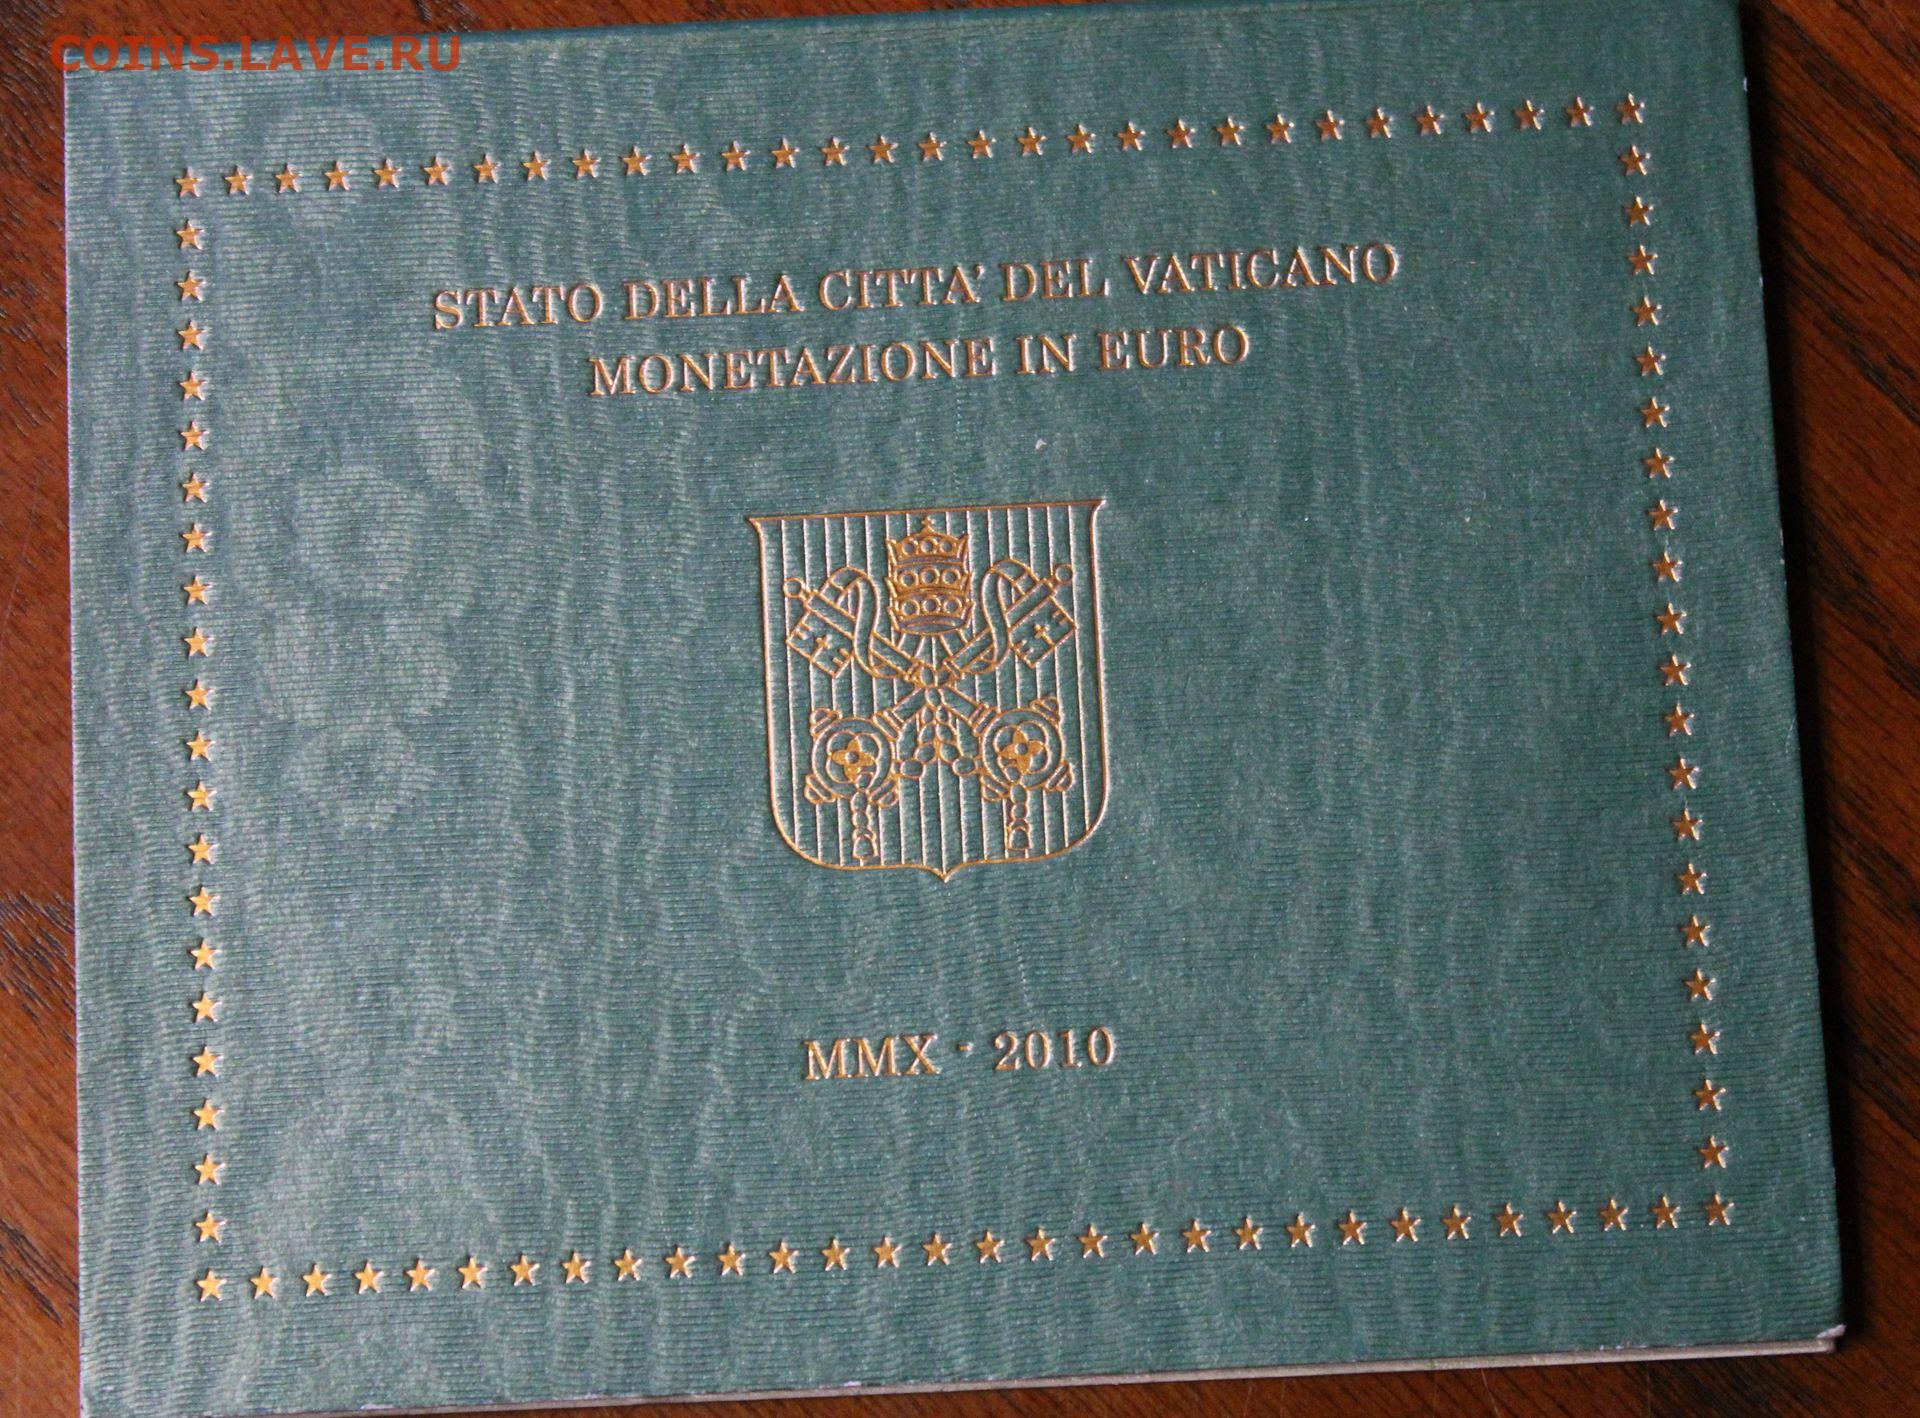 COINS.LAVE.RU
STATO DELLA CITTA' DEL VATICANO
MONETAZIONE IN EURO
MMX - 2010